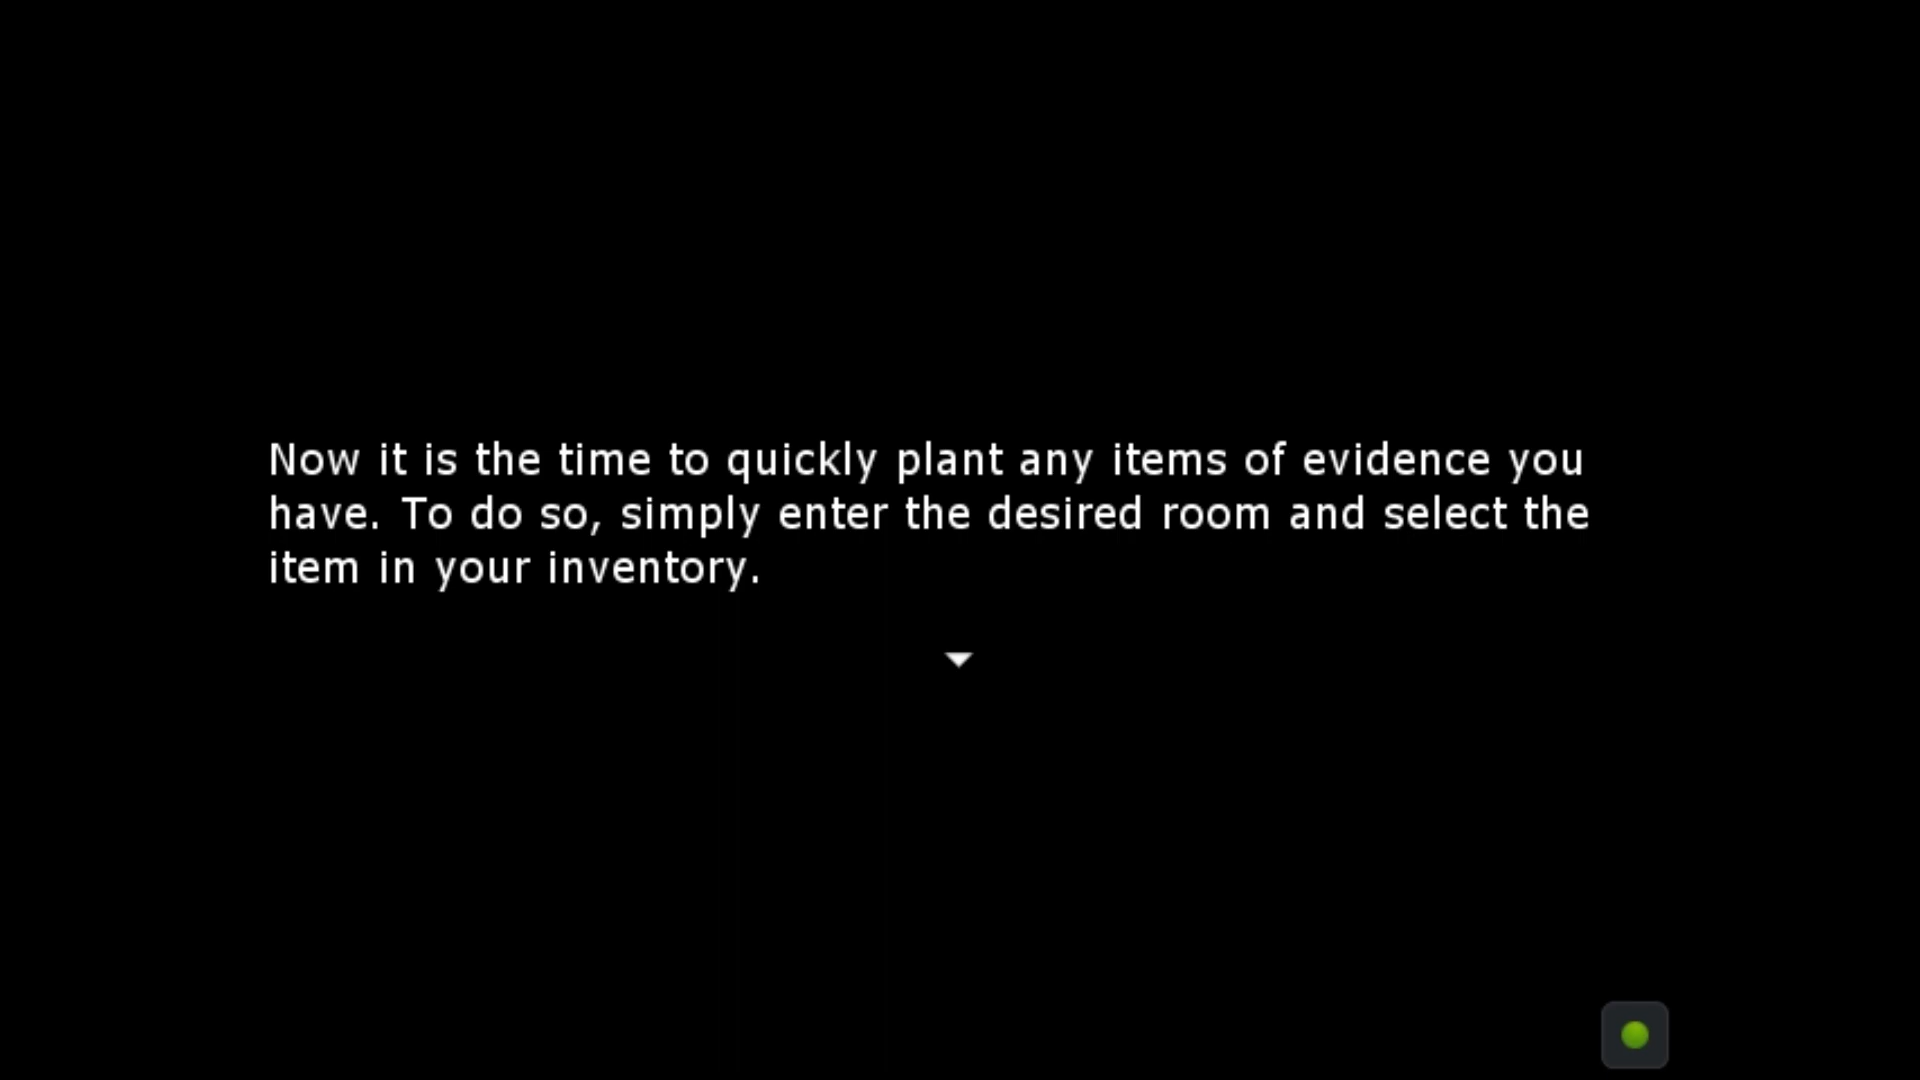 Now it is the time to quickly plant any items of evidence you
have. To do so, simply enter the desired room and select the
item in your inventory.